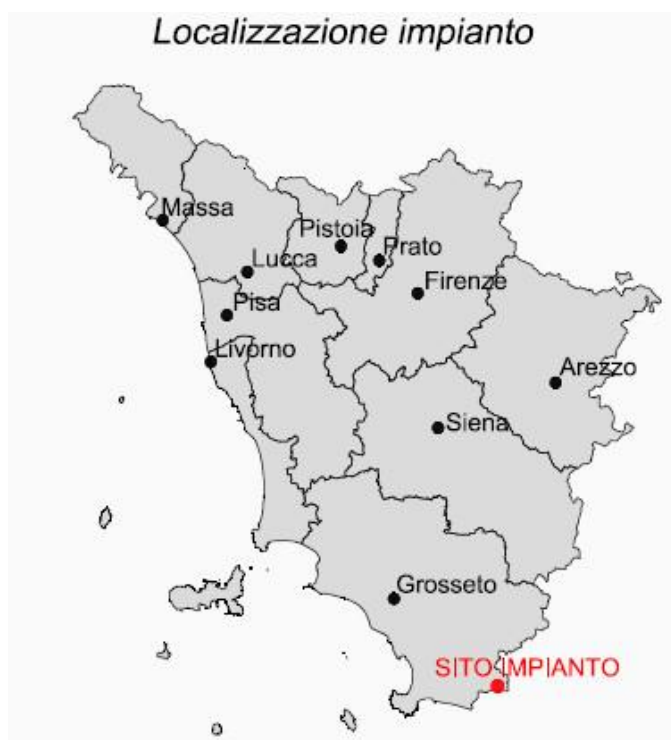 Localizzazione impianto
Massa
Pistoia
Prato
Lucca
Firenze
Pisa
Livorno
Arezzo
Siena
Grosseto
SITO IMPIANTO